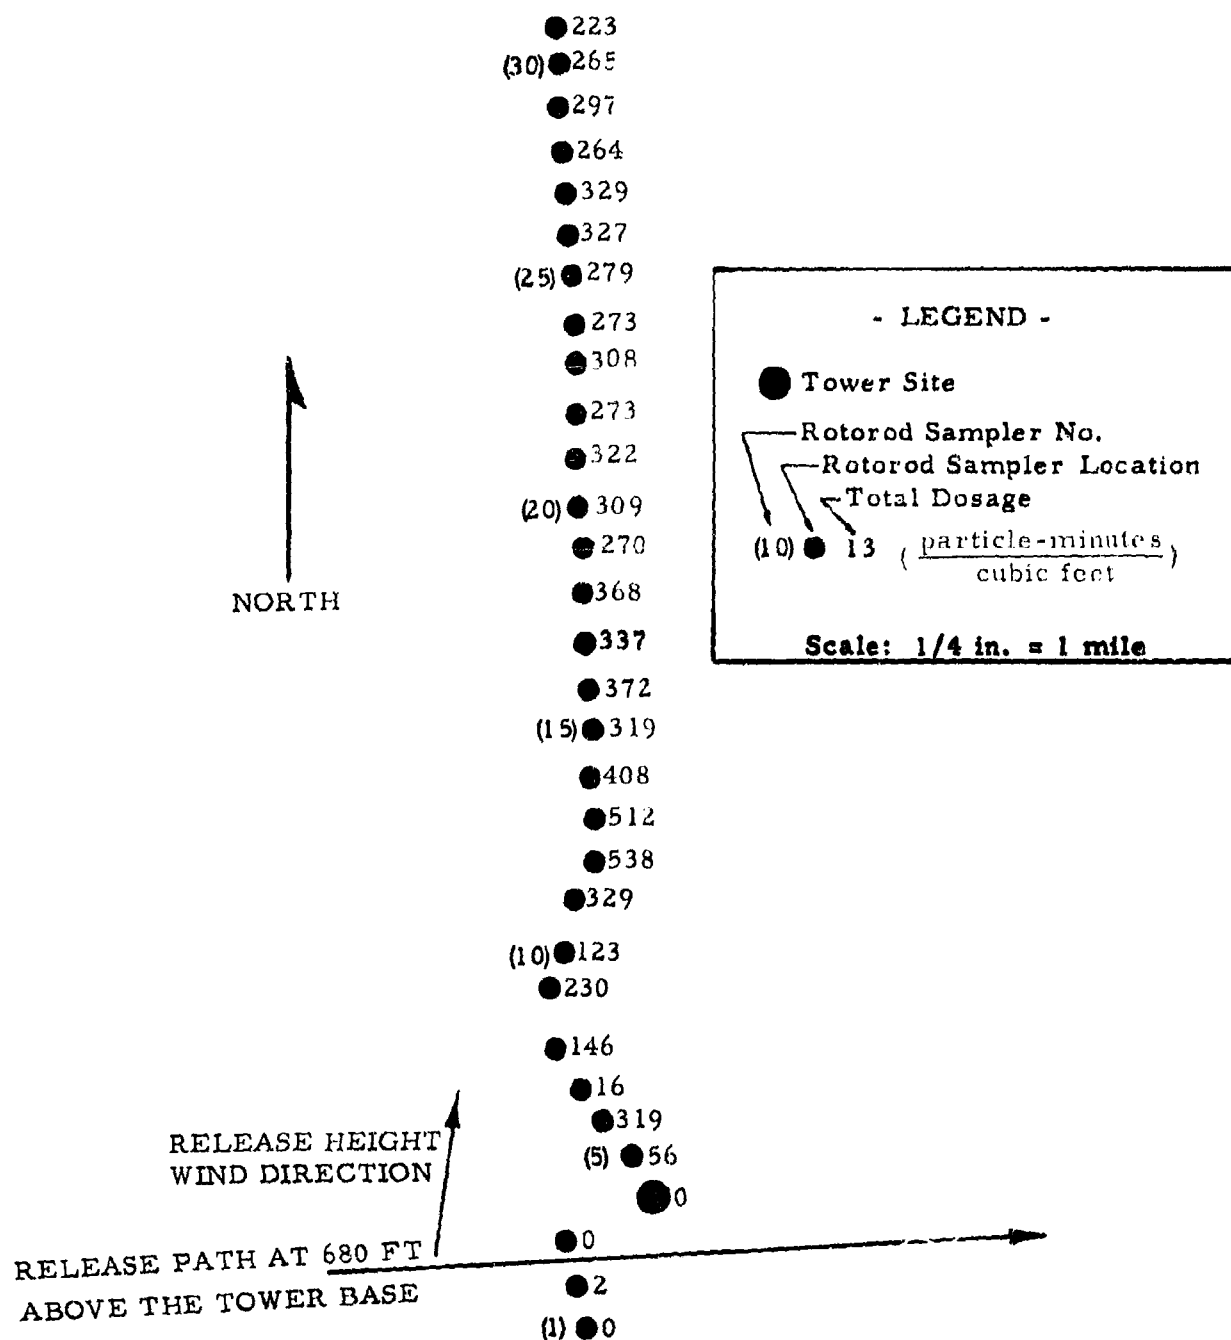 223
(30) 265
297
264
329
327
(25) 279
273
308
273
322
(20) 309
270
368
337
372
(15) 319
408
512
538
329
(10) 123
230
146
16
319
(5) 56
0
0
2
(1) 0
NORTH
- LEGEND -
Tower Site
Rotorod Sampler No.
Rotorod Sampler Location
Total Dosage
(10) 13 ( particle-minutes
cubic feet )
Scale: 1/4 in. = 1 mile
RELEASE HEIGHT
WIND DIRECTION
RELEASE PATH AT 680 FT
ABOVE THE TOWER BASE